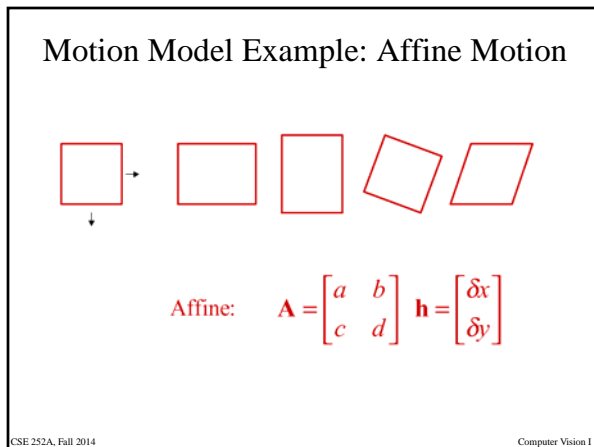 Motion Model Example: Affine Motion
Affine: A = [a b; c d] h = [δx; δy]
CSE 252A, Fall 2014 Computer Vision I